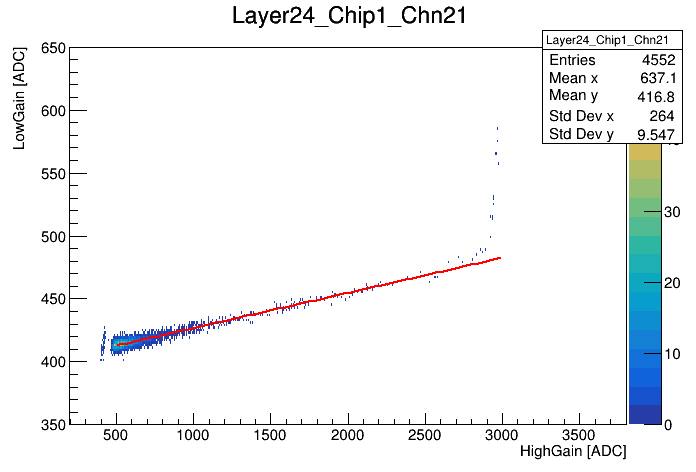 Layer24_Chip1_Chn21
LowGain [ADC]
650
600
550
500
450
400
350
500
1000
1500
2000
2500
3000
3500
HighGain [ADC]
Layer24_Chip1_Chn21
Entries 4552
Mean x 637.1
Mean y 416.8
Std Dev x 264
Std Dev y 9.547
30
20
10
0